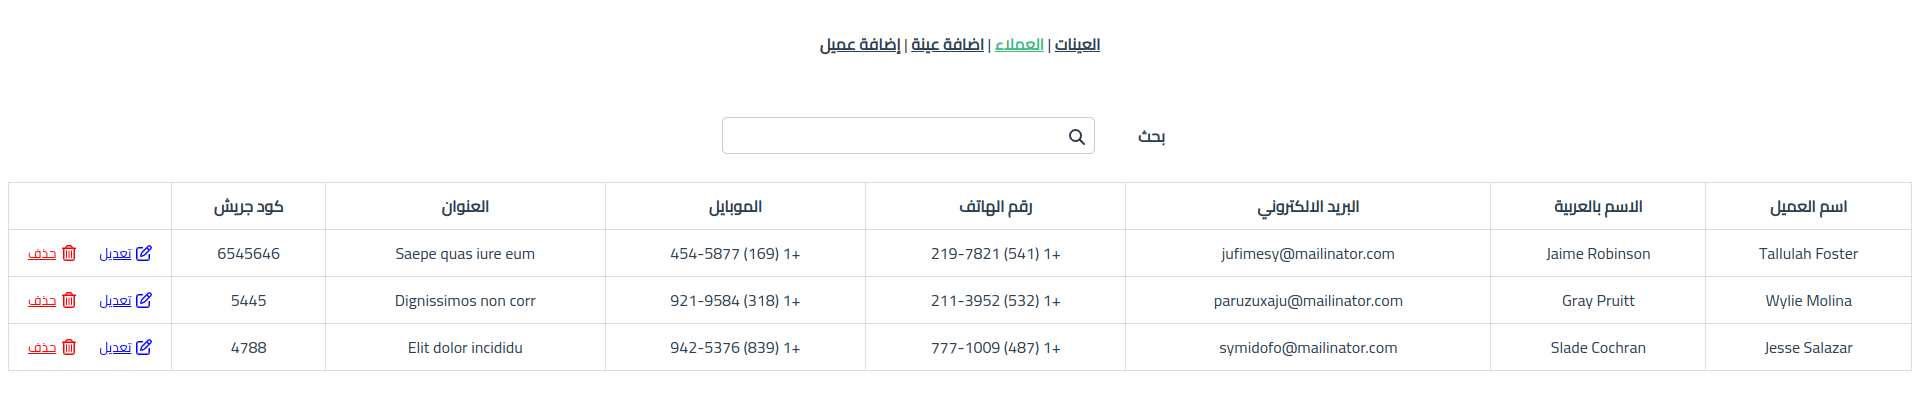 العينات | العملاء | اضافة عينة | إضافة عميل
بحث
اسم العميل الاسم بالعربية البريد الالكتروني رقم الهاتف الموبايل العنوان كود جريش
Tallulah Foster Jaime Robinson jufimesy@mailinator.com +1 (541) 219-7821 +1 (169) 454-5877 Saepe quas iure eum 6545646 تعديل حذف
Wylie Molina Gray Pruitt paruzuxaju@mailinator.com +1 (532) 211-3952 +1 (318) 921-9584 Dignissimos non corr 5445 تعديل حذف
Jesse Salazar Slade Cochran symidofo@mailinator.com +1 (487) 777-1009 +1 (839) 942-5376 Elit dolor incididu 4788 تعديل حذف